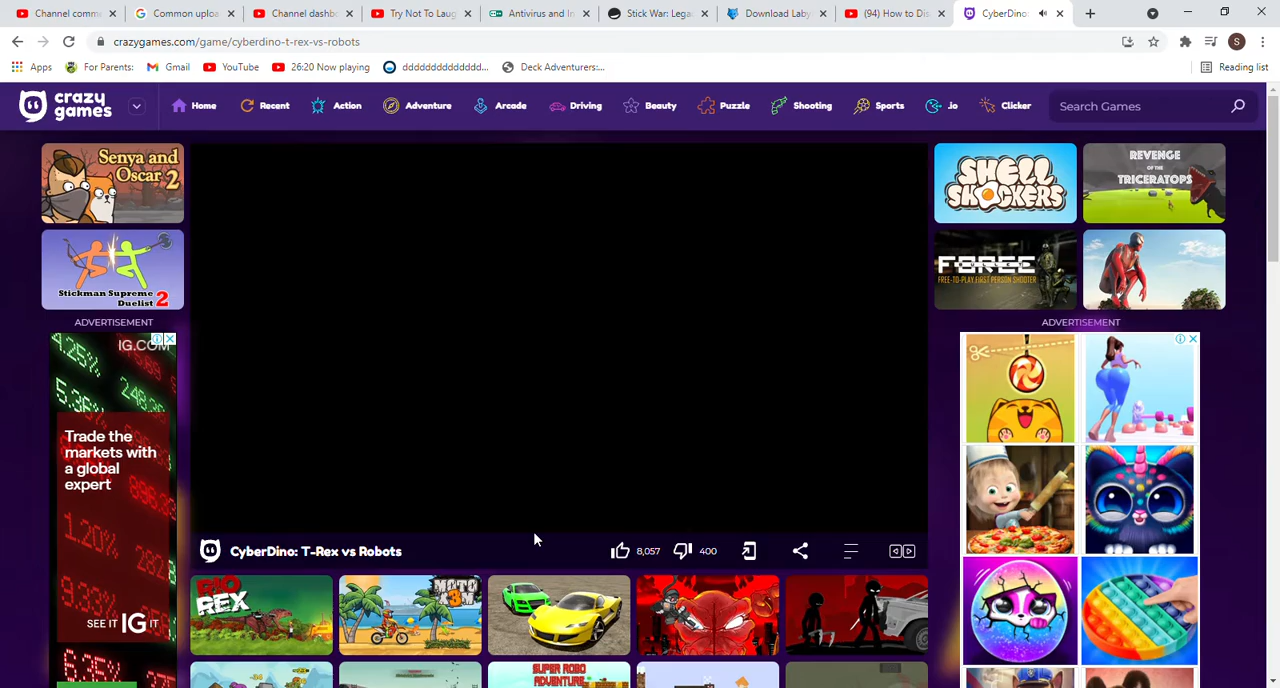 Channel comm
Common uplo
Channel dashb
Try Not To Laug
Antivirus and In
Stick War: Lega
Download Laby
(94) How to Dis
CyberDino:
crazygames.com/game/cyberdino-t-rex-vs-robots
S
Apps
For Parents:
Gmail
YouTube
26:20 Now playing
dddddddddddddd...
Deck Adventurers:...
Reading list
crazy games
Home
Recent
Action
Adventure
Arcade
Driving
Beauty
Puzzle
Shooting
Sports
.io
Clicker
Search Games
Senya and
Oscar 2
Stickman Supreme
Duelist 2
SHELL
SHOCKERS
REVENGE
OF THE
TRICERATOPS
FREE-TO-PLAY FIRST PERSON SHOOTER
ADVERTISEMENT
ADVERTISEMENT
IG.COM
Trade the
markets with
a global
expert
SEE IT IG IT
CyberDino: T-Rex vs Robots
8,057
400
RIO
REX
MOTO
SUPER ROBO
ADVENTURE